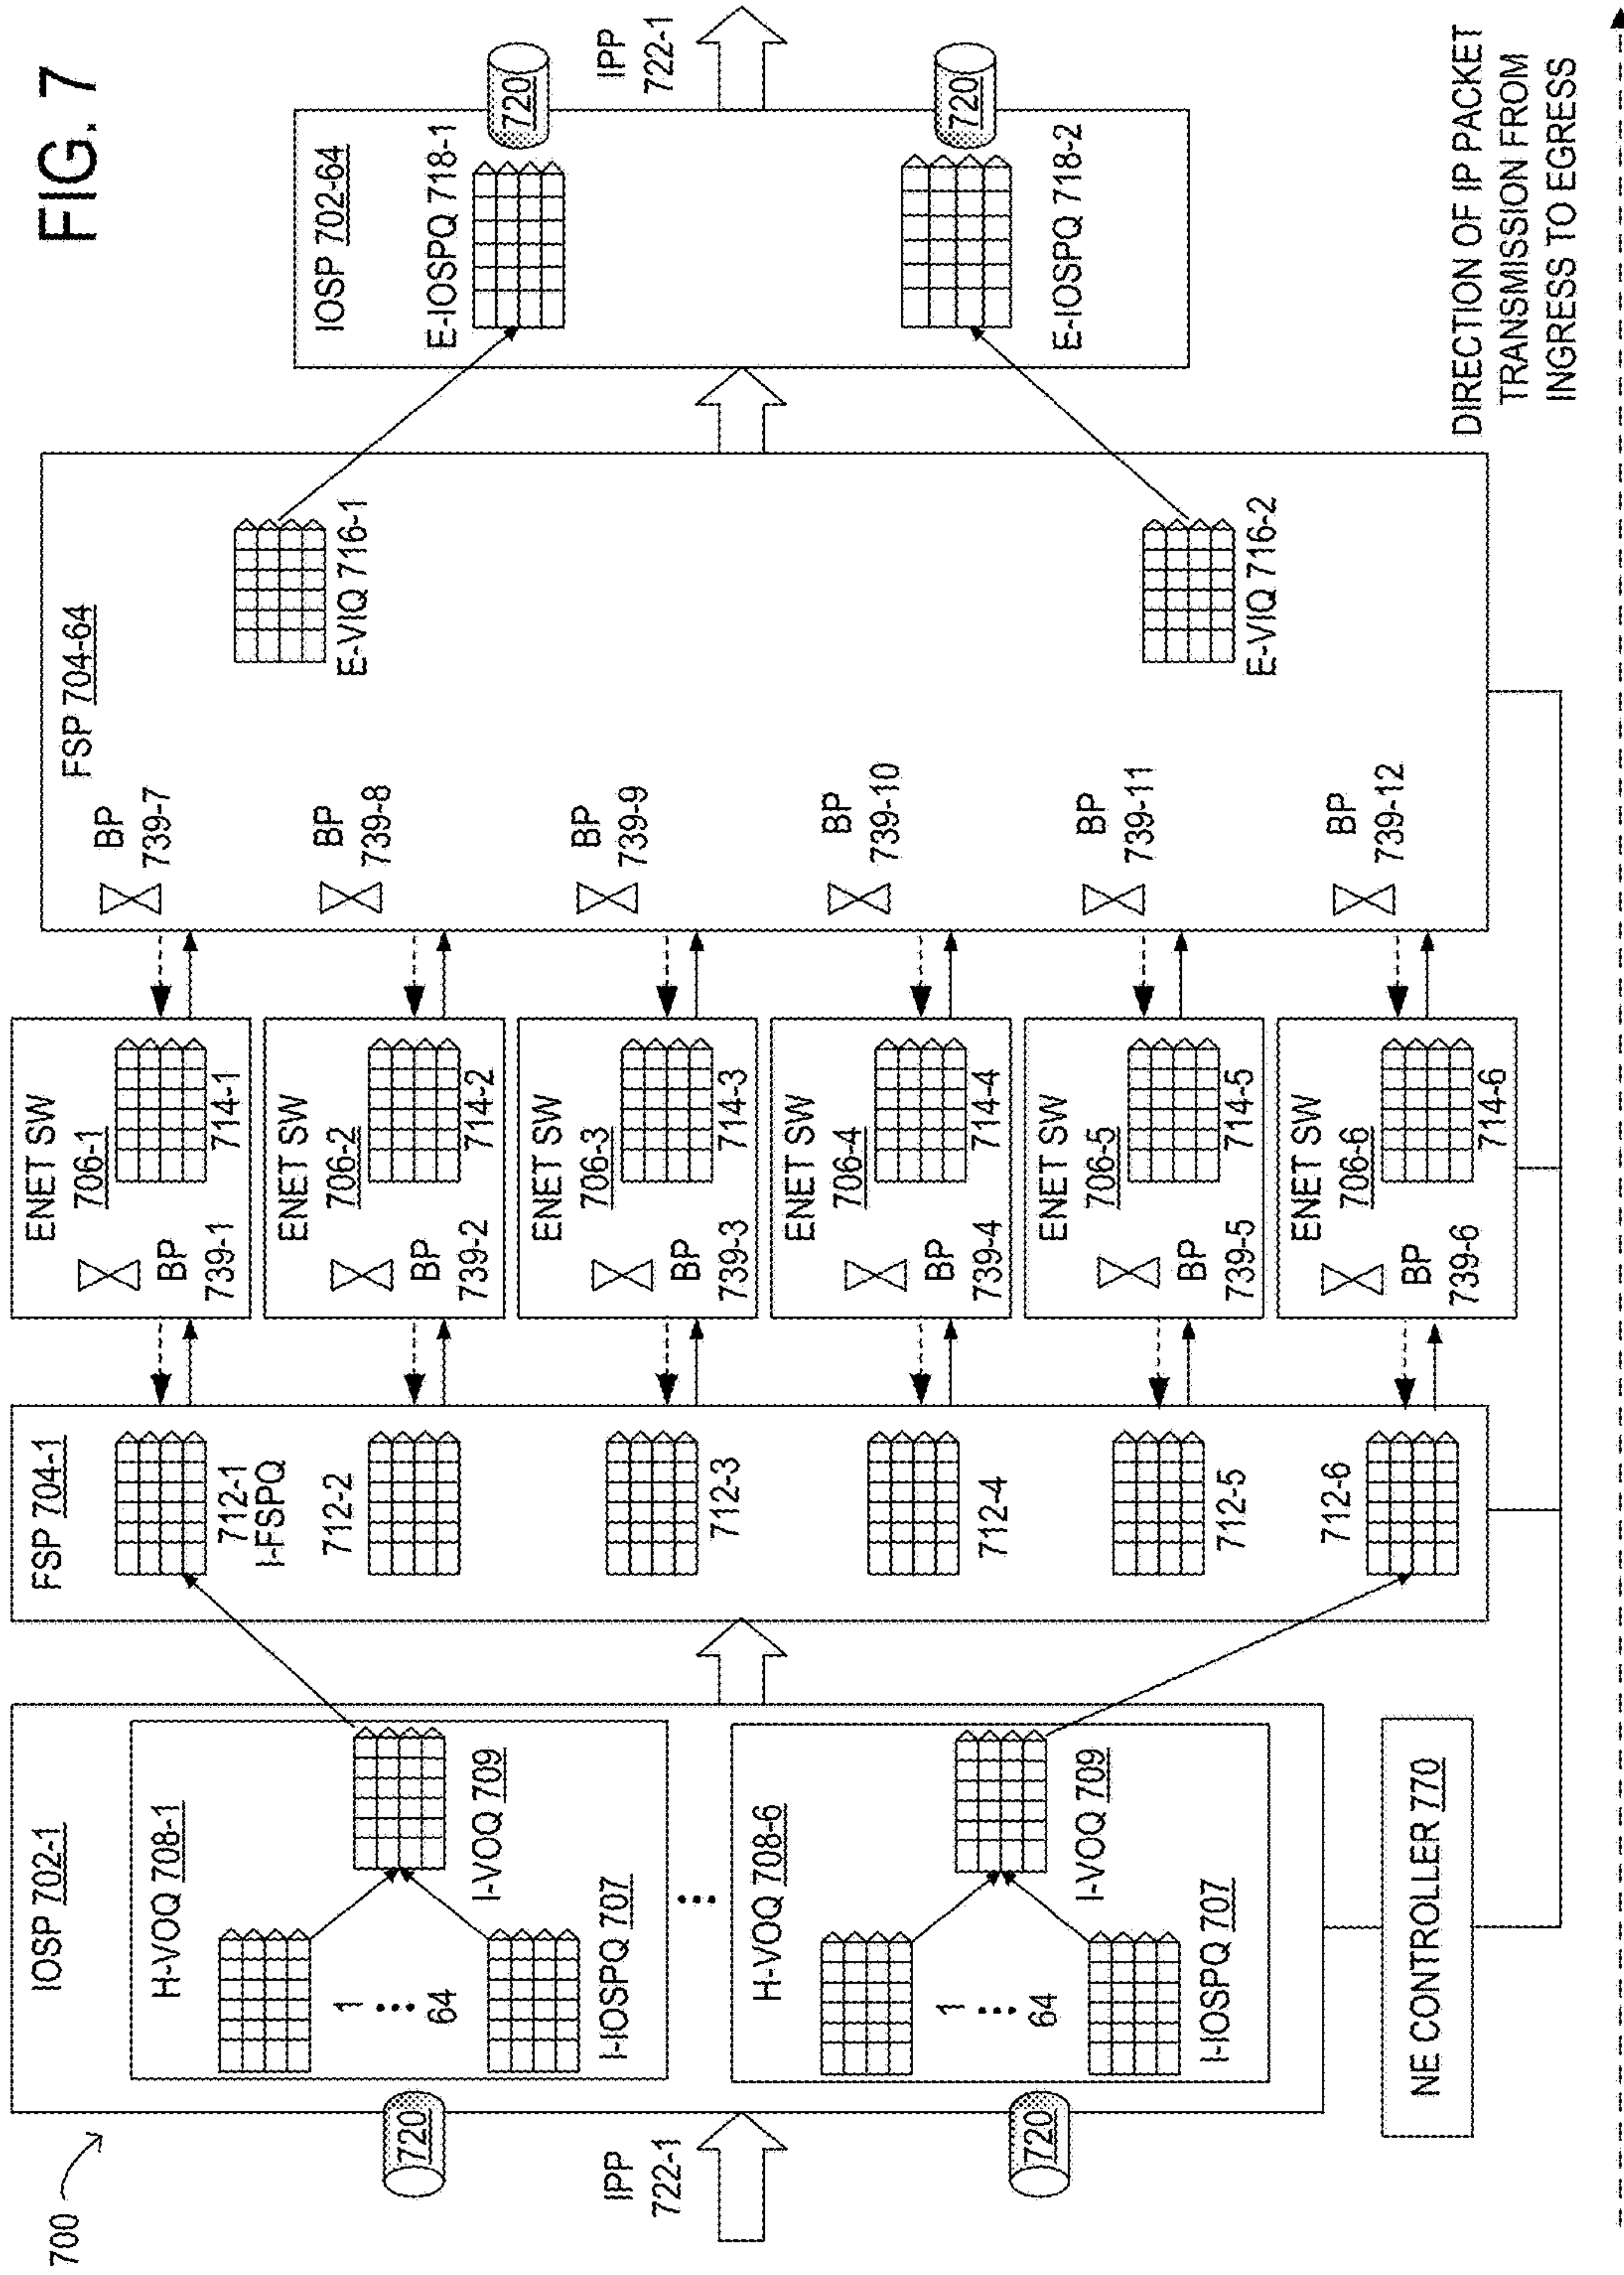 FIG. 7
700
IOSP 702-1
H-VOQ 708-1
1
64
I-VOQ 709
I-IOSPQ 707
H-VOQ 708-6
1
64
I-VOQ 709
I-IOSPQ 707
720
IPP
722-1
720
NE CONTROLLER 770
FSP 704-1
712-1
I-FSPQ
712-2
712-3
712-4
712-5
712-6
ENET SW
706-1
714-1
BP
739-1
ENET SW
706-2
714-2
BP
739-2
ENET SW
706-3
714-3
BP
739-3
ENET SW
706-4
714-4
BP
739-4
ENET SW
706-5
714-5
BP
739-5
ENET SW
706-6
714-6
BP
739-6
FSP 704-64
BP
739-7
BP
739-8
BP
739-9
BP
739-10
BP
739-11
BP
739-12
E-VIQ 716-1
E-VIQ 716-2
IOSP 702-64
E-IOSPQ 718-1
720
IPP
722-1
E-IOSPQ 718-2
720
DIRECTION OF IP PACKET
TRANSMISSION FROM
INGRESS TO EGRESS